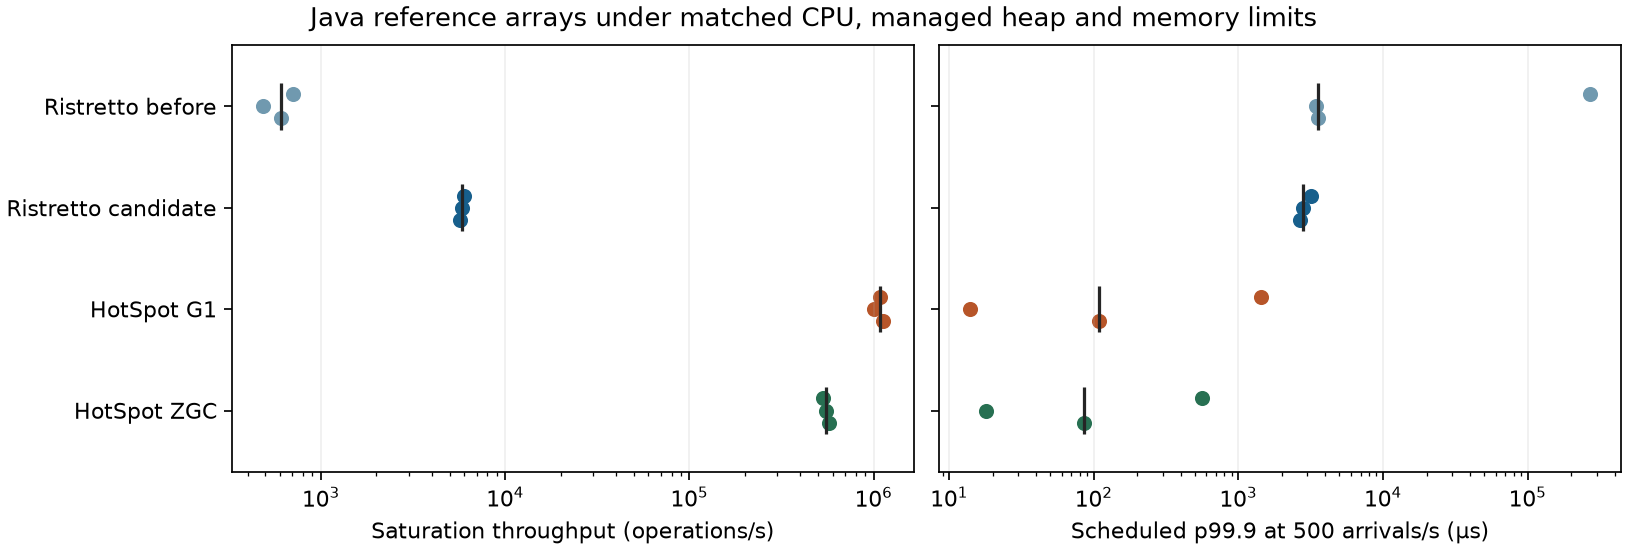 Java reference arrays under matched CPU, managed heap and memory limits
Ristretto before
Ristretto candidate
HotSpot G1
HotSpot ZGC
10³ 10⁴ 10⁵ 10⁶
Saturation throughput (operations/s)
10¹ 10² 10³ 10⁴ 10⁵
Scheduled p99.9 at 500 arrivals/s (µs)